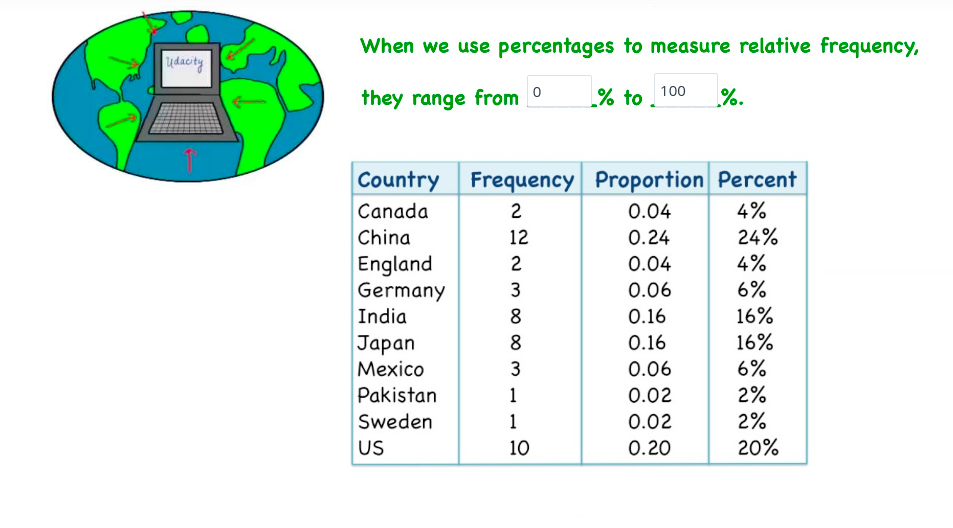 Udacity
When we use percentages to measure relative frequency,
they range from 0 % to 100 %.
Country Frequency Proportion Percent
Canada 2 0.04 4%
China 12 0.24 24%
England 2 0.04 4%
Germany 3 0.06 6%
India 8 0.16 16%
Japan 8 0.16 16%
Mexico 3 0.06 6%
Pakistan 1 0.02 2%
Sweden 1 0.02 2%
US 10 0.20 20%